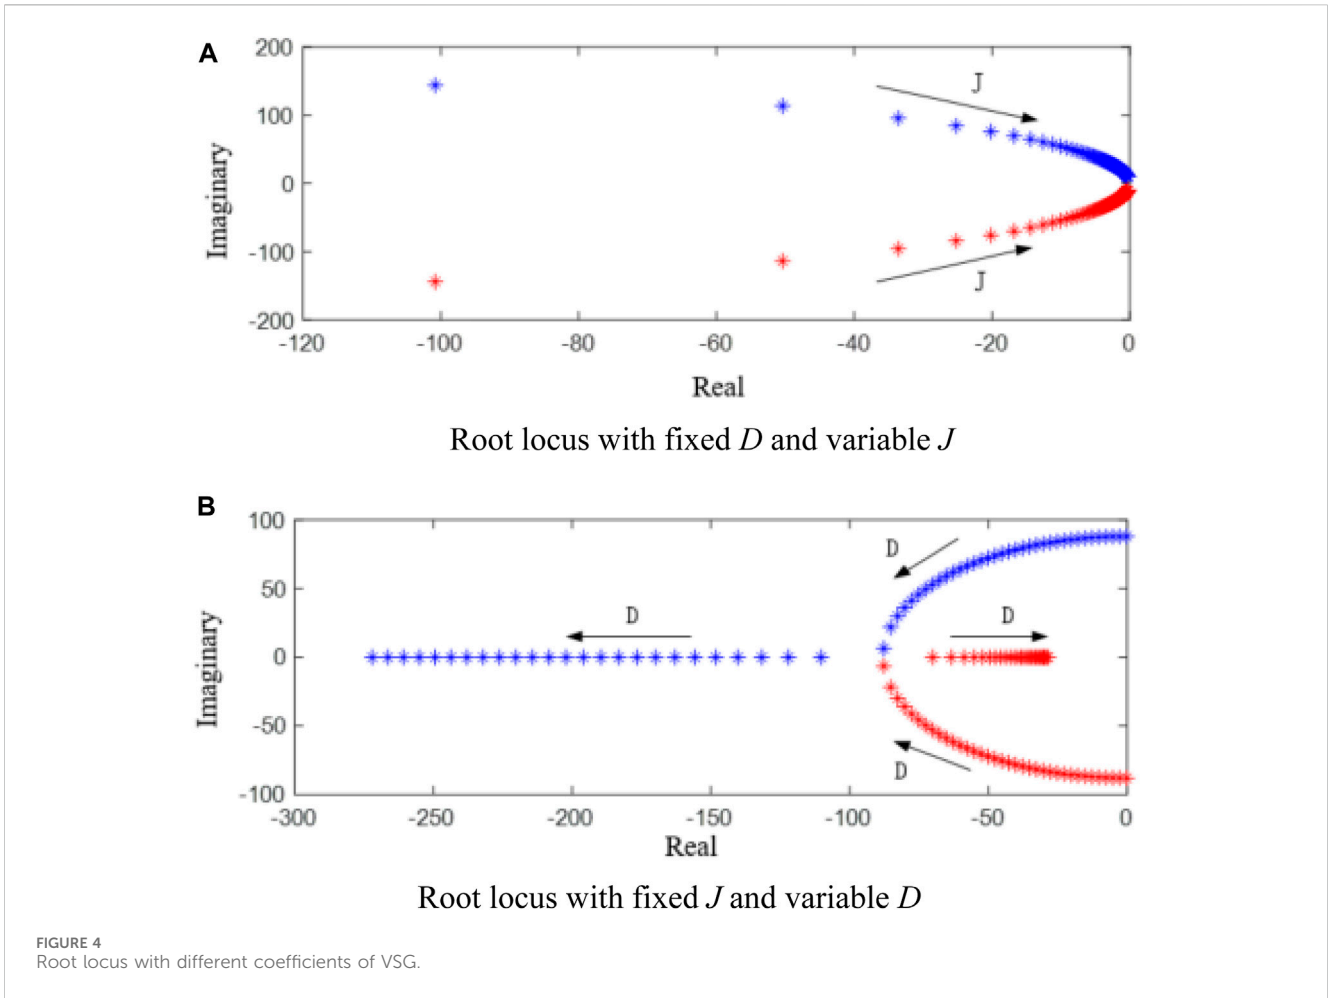 A
200
100
0
-100
-200
Imaginary
J
J
-120 -100 -80 -60 -40 -20 0
Real
Root locus with fixed D and variable J
B
100
50
0
-50
-100
Imaginary
D
D
D
D
-300 -250 -200 -150 -100 -50 0
Real
Root locus with fixed J and variable D
FIGURE 4
Root locus with different coefficients of VSG.